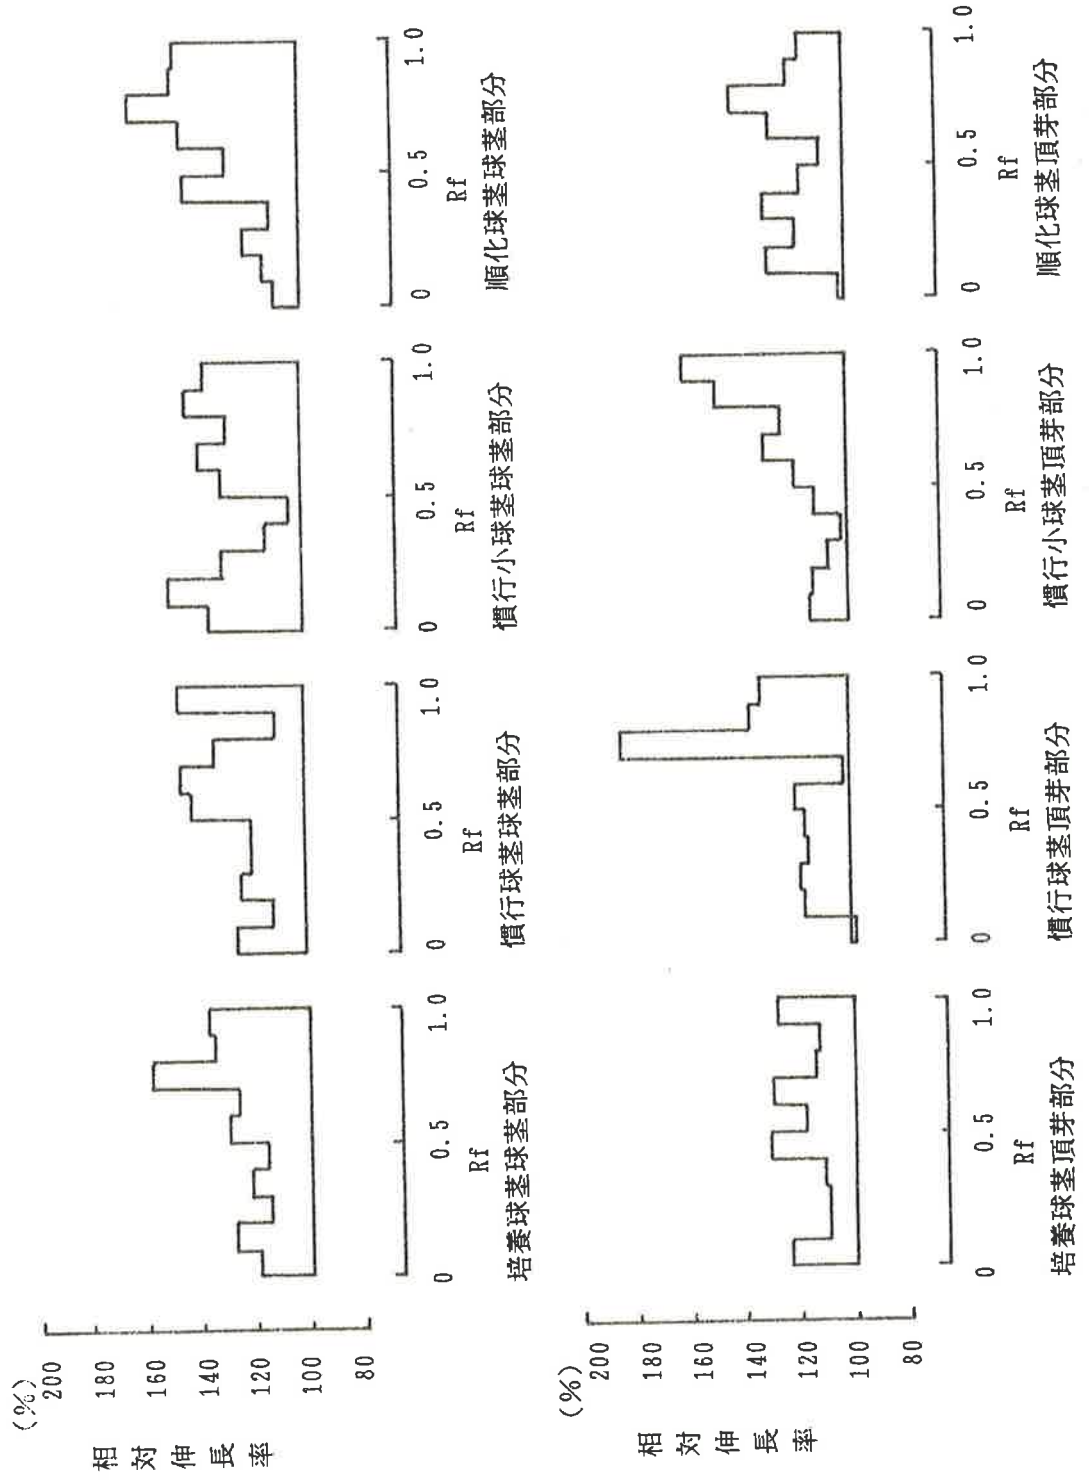 (%)
200
180
160
140
120
100
80
相対伸長率
0 0.5 1.0
Rf
培養球茎球茎部分
0 0.5 1.0
Rf
慣行球茎球茎部分
0 0.5 1.0
Rf
慣行小球茎球茎部分
0 0.5 1.0
Rf
順化球茎球茎部分
(%)
200
180
160
140
120
100
80
相対伸長率
0 0.5 1.0
Rf
培養球茎頂芽部分
0 0.5 1.0
Rf
慣行球茎頂芽部分
0 0.5 1.0
Rf
慣行小球茎頂芽部分
0 0.5 1.0
Rf
順化球茎頂芽部分